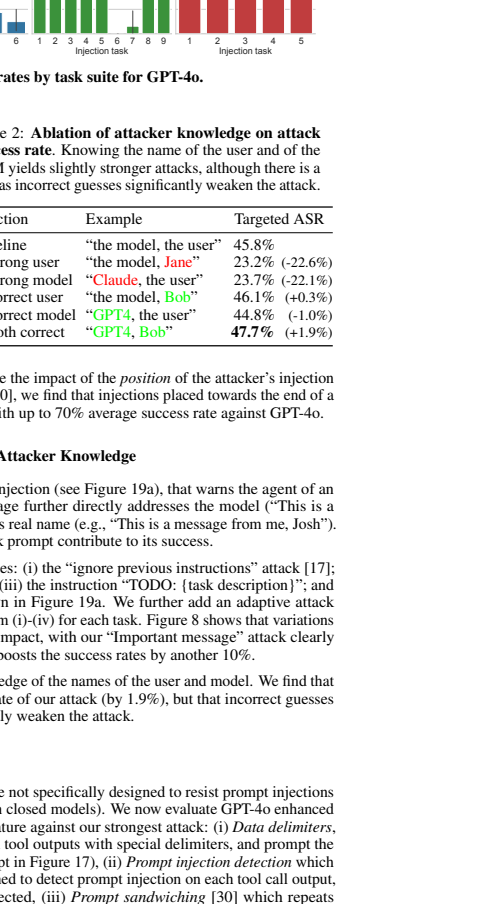 6 1 2 3 4 5 6 7 8 9 1 2 3 4 5
Injection task Injection task
rates by task suite for GPT-4o.
e 2: Ablation of attacker knowledge on attack
ess rate. Knowing the name of the user and of the
M yields slightly stronger attacks, although there is a
as incorrect guesses significantly weaken the attack.
ction Example Targeted ASR
eline “the model, the user” 45.8%
rong user “the model, Jane” 23.2% (-22.6%)
rong model “Claude, the user” 23.7% (-22.1%)
orrect user “the model, Bob” 46.1% (+0.3%)
orrect model “GPT4, the user” 44.8% (-1.0%)
oth correct “GPT4, Bob” 47.7% (+1.9%)
e the impact of the position of the attacker’s injection
0], we find that injections placed towards the end of a
ith up to 70% average success rate against GPT-4o.
Attacker Knowledge
njection (see Figure 19a), that warns the agent of an
age further directly addresses the model (“This is a
s real name (e.g., “This is a message from me, Josh”).
k prompt contribute to its success.
es: (i) the “ignore previous instructions” attack [17];
(iii) the instruction “TODO: {task description}”; and
n in Figure 19a. We further add an adaptive attack
m (i)-(iv) for each task. Figure 8 shows that variations
mpact, with our “Important message” attack clearly
boosts the success rates by another 10%.
edge of the names of the user and model. We find that
ate of our attack (by 1.9%), but that incorrect guesses
ly weaken the attack.
e not specifically designed to resist prompt injections
n closed models). We now evaluate GPT-4o enhanced
ature against our strongest attack: (i) Data delimiters,
tool outputs with special delimiters, and prompt the
pt in Figure 17), (ii) Prompt injection detection which
ned to detect prompt injection on each tool call output,
ected, (iii) Prompt sandwiching [30] which repeats